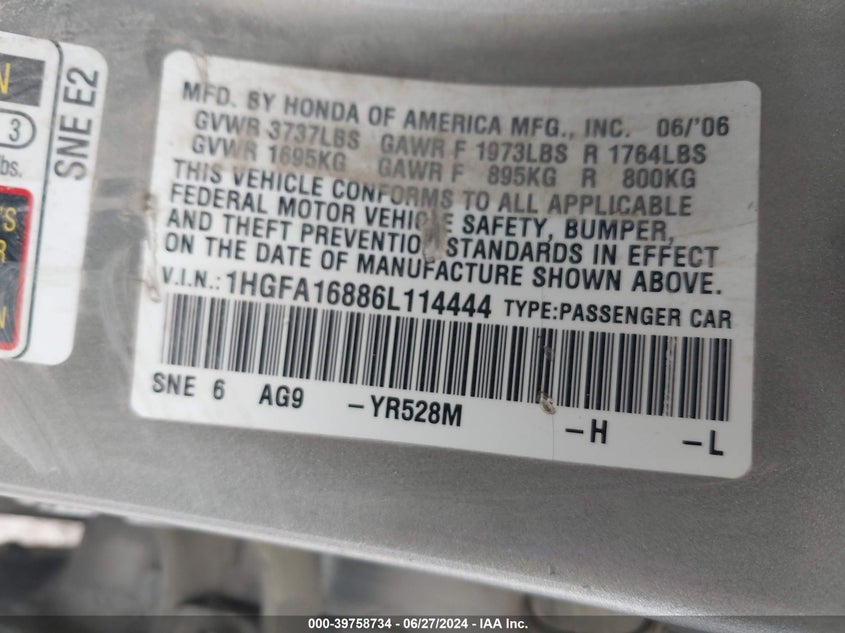 N
3
lbs.
'S
R
N
SNE E2
MFD. BY HONDA OF AMERICA MFG., INC. 06/'06
GVWR 3737LBS GAWR F 1973LBS R 1764LBS
GVWR 1695KG GAWR F 895KG R 800KG
THIS VEHICLE CONFORMS TO ALL APPLICABLE
FEDERAL MOTOR VEHICLE SAFETY, BUMPER,
AND THEFT PREVENTION STANDARDS IN EFFECT
ON THE DATE OF MANUFACTURE SHOWN ABOVE.
V.I.N.: 1HGFA16886L114444 TYPE:PASSENGER CAR
SNE 6 AG9 -YR528M -H -L
000-39758734 - 06/27/2024 - IAA Inc.